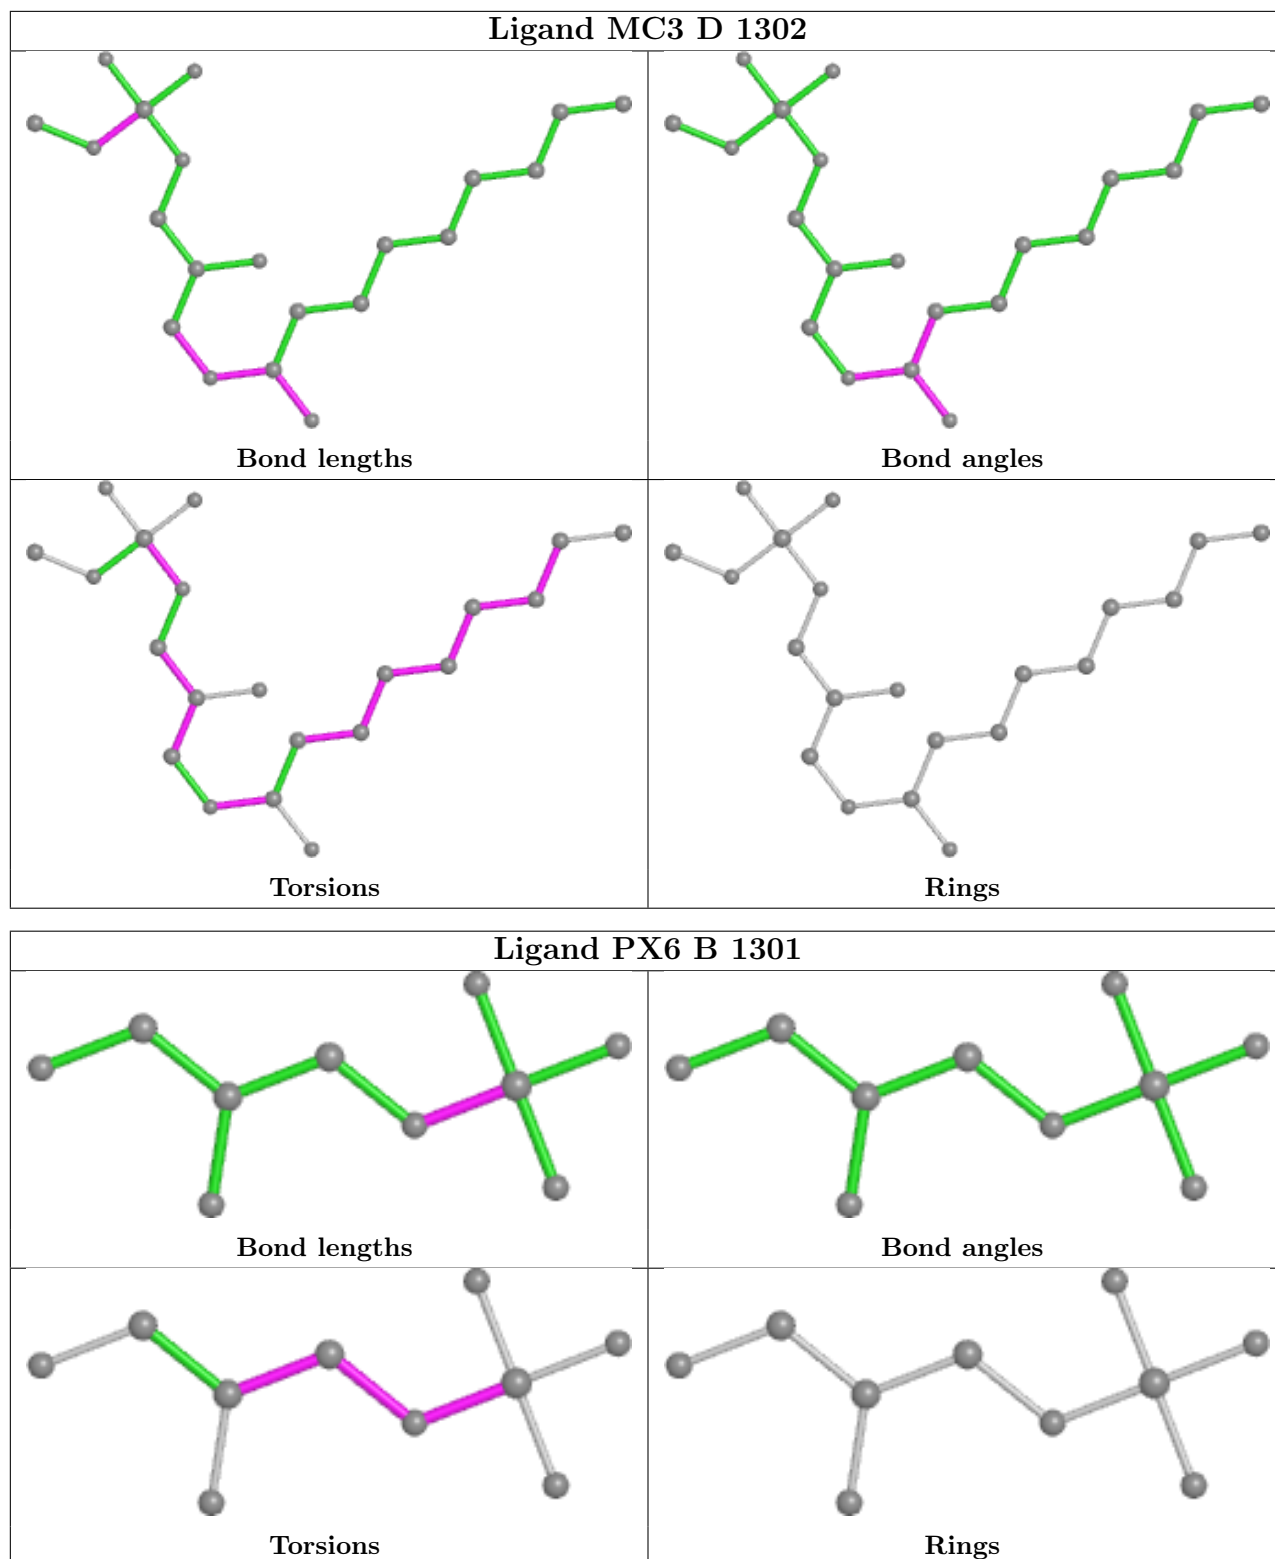 Ligand MC3 D 1302
Bond lengths
Bond angles
Torsions
Rings
Ligand PX6 B 1301
Bond lengths
Bond angles
Torsions
Rings